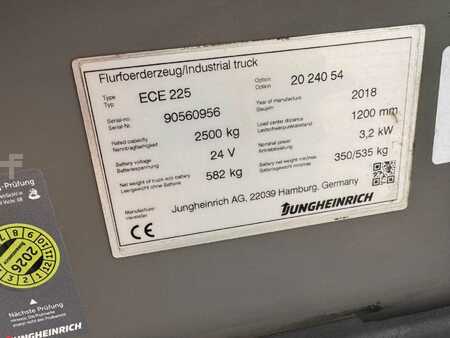 Flurfoerderzeug/Industrial truck
Type
Typ
ECE 225
Option
Option
20 240 54
Serial-no.
Serien-Nr.
90560956
Year of manufacture
2018
Rated capacity
Nenntragfähigkeit
2500 kg
Load center distance
Lastschwerpunktabstand
1200 mm
Battery voltage
Batteriespannung
24 V
Nominal power
Antriebsleistung
3,2 kW
Net weight of truck w/o battery
Leergewicht ohne Batterie
582 kg
Battery weight min/max
350/535 kg
Manufacturer
Hersteller
Jungheinrich AG, 22039 Hamburg, Germany
CE
JUNGHEINRICH
-Prüfung
2026
Nächste Prüfung
JUNGHEINRICH